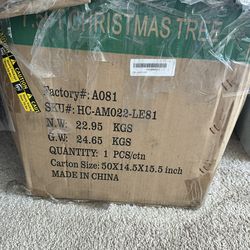 CHRISTMAS TREE
Factory#: A081
SKU#: HC-AM022-LE81
N.W: 22.95 KGS
G.W: 24.65 KGS
QUANTITY: 1 PCS/ctn
Carton Size: 50X14.5X15.5 inch
MADE IN CHINA